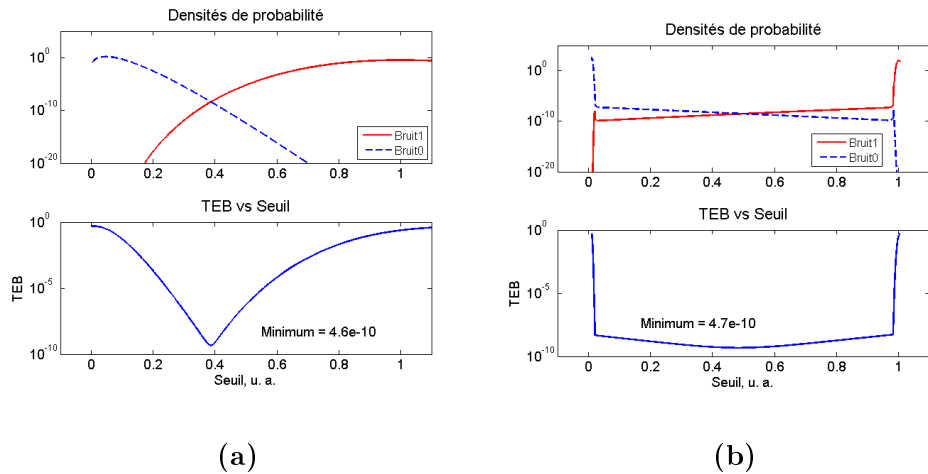 Densités de probabilité
10^0
10^-10
10^-20
Bruit1
Bruit0
0 0.2 0.4 0.6 0.8 1
TEB vs Seuil
TEB
10^0
10^-5
10^-10
Minimum = 4.6e-10
0 0.2 0.4 0.6 0.8 1
Seuil, u. a.
(a)
Densités de probabilité
10^0
10^-10
10^-20
Bruit1
Bruit0
0 0.2 0.4 0.6 0.8 1
TEB vs Seuil
TEB
10^0
10^-5
10^-10
Minimum = 4.7e-10
0 0.2 0.4 0.6 0.8 1
Seuil, u. a.
(b)